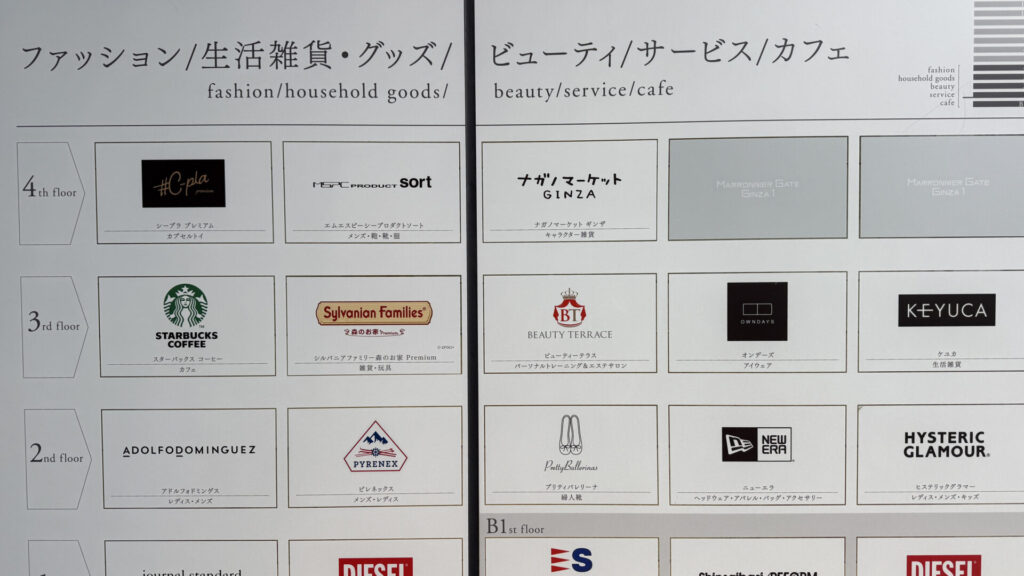 ファッション/生活雑貨・グッズ/
fashion/household goods/
ビューティ/サービス/カフェ
beauty/service/cafe
fashion
household goods
beauty
service
cafe
4th floor
#C-pla
premium
シープラ プレミアム
カプセルトイ
MSPC PRODUCT sort
エムエスピーシープロダクトソート
メンズ・鞄・靴・服
ナガノマーケット
GINZA
ナガノマーケット ギンザ
キャラクター雑貨
MARRONNIER GATE
GINZA 1
MARRONNIER GATE
GINZA 1
3rd floor
STARBUCKS
COFFEE
スターバックス コーヒー
カフェ
Sylvanian Families
森のお家 Premium
© EPOCH
シルバニアファミリー森のお家 Premium
雑貨・玩具
BT
BEAUTY TERRACE
ビューティーテラス
パーソナルトレーニング&エステサロン
OWNDAYS
オンデーズ
アイウェア
KEYUCA
ケユカ
生活雑貨
2nd floor
ADOLFODOMINGUEZ
アドルフォドミンゲス
レディス・メンズ
PYRENEX
ピレネックス
メンズ・レディス
PrettyBallerinas
プリティバレリーナ
婦人靴
NEW
ERA
ニューエラ
ヘッドウェア・アパレル・バッグ・アクセサリー
HYSTERIC
GLAMOUR
ヒステリックグラマー
レディス・メンズ・キッズ
B1st floor
journal standard
DIESEL
S
Shinagihari/REFORM
DIESEL